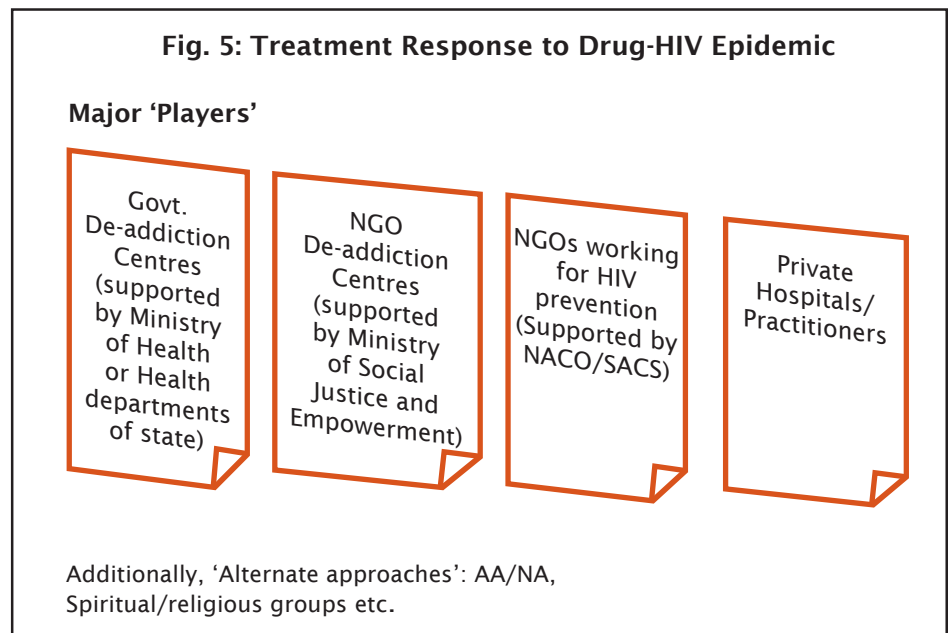 Fig. 5: Treatment Response to Drug-HIV Epidemic
Major ‘Players’
Govt.
De-addiction
Centres
(supported
by Ministry
of Health
or Health
departments
of state)
NGO
De-addiction
Centres
(supported
by Ministry
of Social
Justice and
Empowerment)
NGOs working
for HIV
prevention
(Supported by
NACO/SACS)
Private
Hospitals/
Practitioners
Additionally, ‘Alternate approaches’: AA/NA,
Spiritual/religious groups etc.